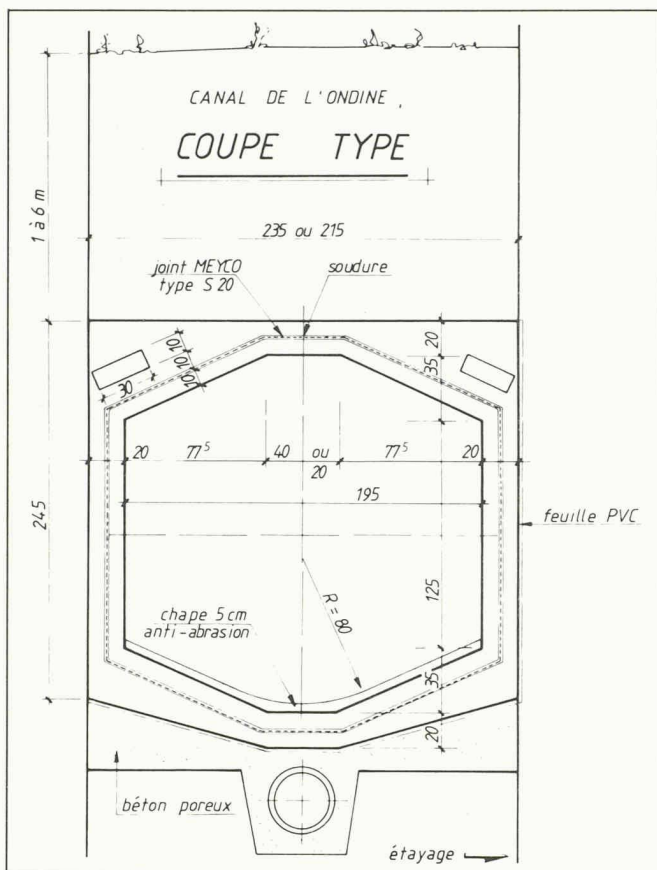 CANAL DE L'ONDINE
COUPE TYPE
1 à 6 m
235 ou 215
joint MEYCO
type S 20
soudure
10
10
10
30
20
35
20
77⁵
40 ou
20
77⁵
20
195
245
feuille PVC
125
R = 80
chape 5 cm
anti-abrasion
35
20
béton poreux
étayage